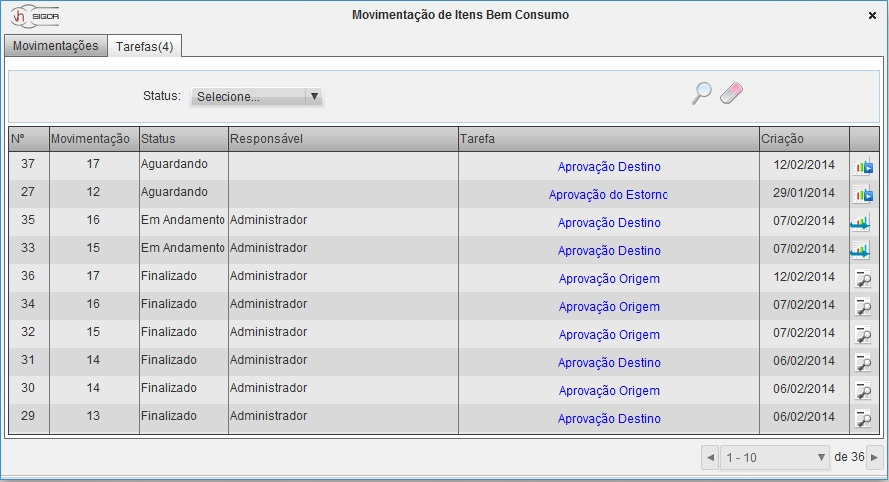 vh SIGOR Movimentação de Itens Bem Consumo
Movimentações Tarefas(4)
Status: Selecione...
Nº Movimentação Status Responsável Tarefa Criação
37 17 Aguardando Aprovação Destino 12/02/2014
27 12 Aguardando Aprovação do Estorno 29/01/2014
35 16 Em Andamento Administrador Aprovação Destino 07/02/2014
33 15 Em Andamento Administrador Aprovação Destino 07/02/2014
36 17 Finalizado Administrador Aprovação Origem 12/02/2014
34 16 Finalizado Administrador Aprovação Origem 07/02/2014
32 15 Finalizado Administrador Aprovação Origem 07/02/2014
31 14 Finalizado Administrador Aprovação Destino 06/02/2014
30 14 Finalizado Administrador Aprovação Origem 06/02/2014
29 13 Finalizado Administrador Aprovação Destino 06/02/2014
1 - 10 de 36